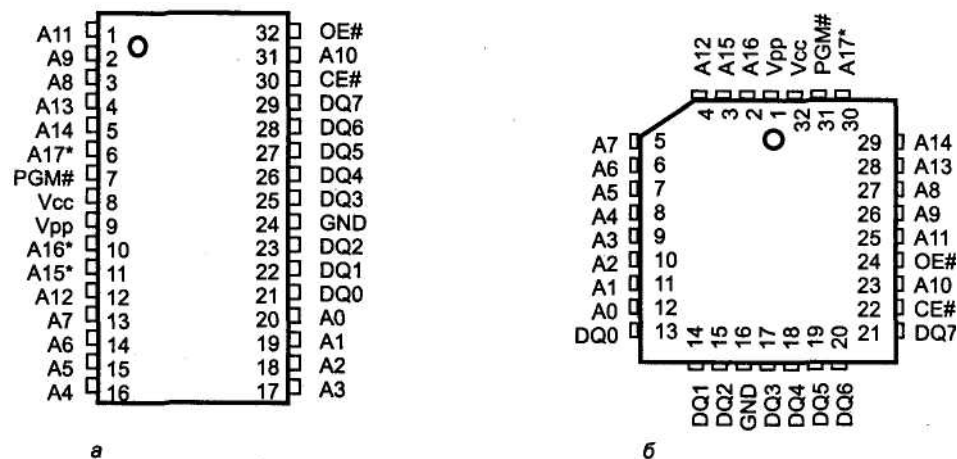 A11 1 32 OE#
A9 2 31 A10
A8 3 30 CE#
A13 4 29 DQ7
A14 5 28 DQ6
A17* 6 27 DQ5
PGM# 7 26 DQ4
Vcc 8 25 DQ3
Vpp 9 24 GND
A16* 10 23 DQ2
A15* 11 22 DQ1
A12 12 21 DQ0
A7 13 20 A0
A6 14 19 A1
A5 15 18 A2
A4 16 17 A3
а
A12 A15 A16 Vpp Vcc PGM# A17*
4 3 2 1 32 31 30
A7 5 29 A14
A6 6 28 A13
A5 7 27 A8
A4 8 26 A9
A3 9 25 A11
A2 10 24 OE#
A1 11 23 A10
A0 12 22 CE#
DQ0 13 21 DQ7
14 15 16 17 18 19 20
DQ1 DQ2 GND DQ3 DQ4 DQ5 DQ6
б